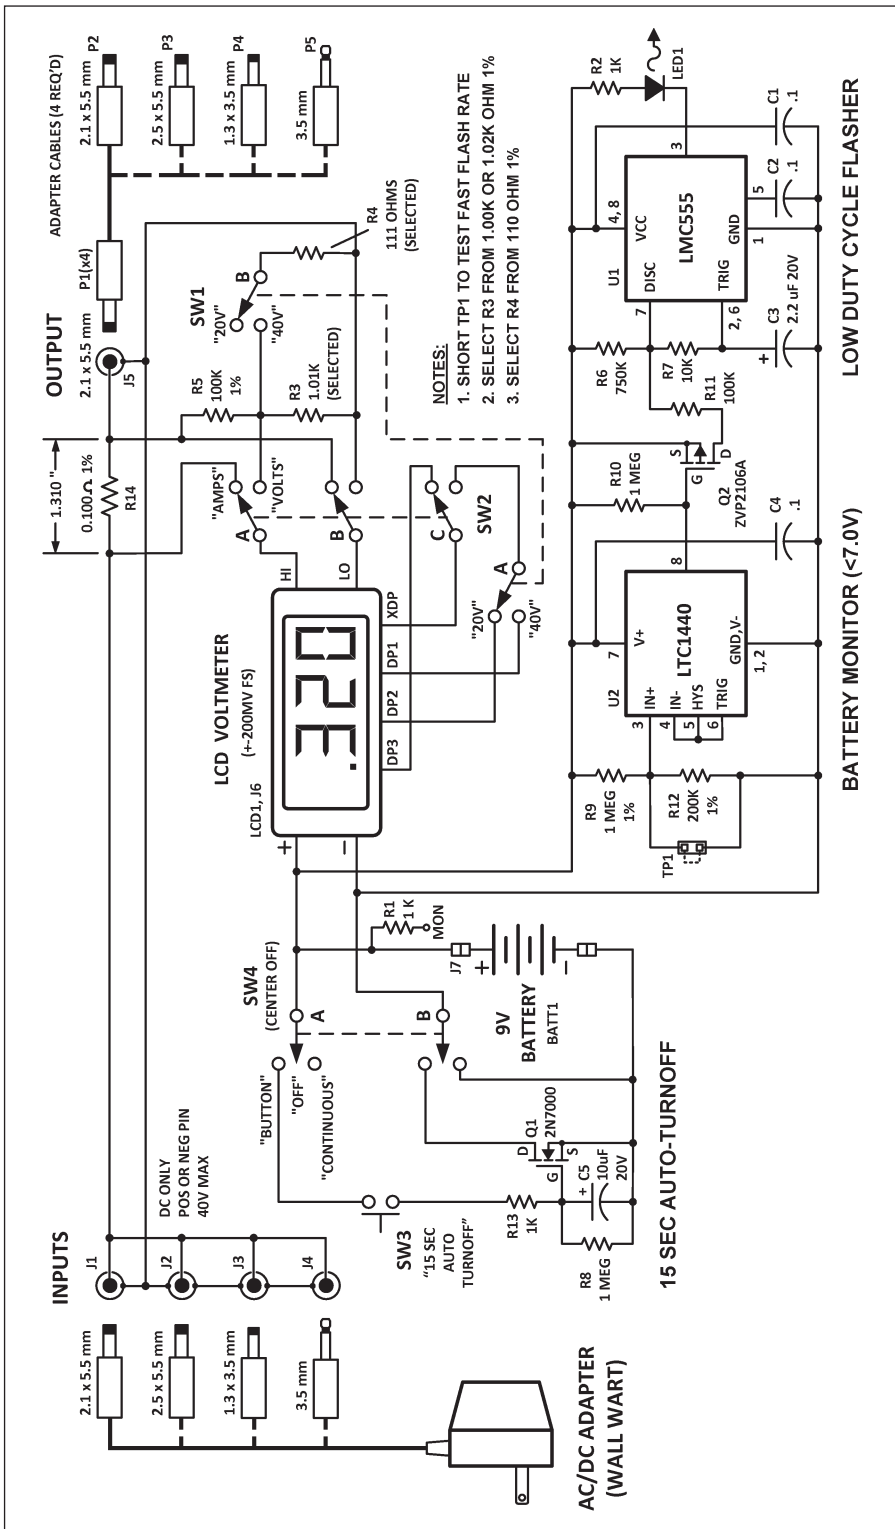 INPUTS
2.1 x 5.5 mm
J1
2.5 x 5.5 mm
J2
1.3 x 3.5 mm
J3
3.5 mm
J4
DC ONLY
POS OR NEG PIN
40V MAX
AC/DC ADAPTER
(WALL WART)
"BUTTON"
"OFF"
"CONTINUOUS"
SW4
(CENTER OFF)
A
B
SW3
"15 SEC
AUTO
TURNOFF"
R13
1K
R8
1 MEG
+
C5
10uF
20V
D
Q1
2N7000
G
S
15 SEC AUTO-TURNOFF
R1
1 K
MON
J7
+
−
9V
BATTERY
BATT1
LCD VOLTMETER
(+-200MV FS)
LCD1, J6
+
−
HI
LO
DP3
DP2
DP1
XDP
1.310 "
0.100Ω 1%
R14
"AMPS"
"VOLTS"
A
B
C
SW2
"20V"
"40V"
A
R5
100K
1%
R3
1.01K
(SELECTED)
SW1
"20V"
"40V"
B
R4
111 OHMS
(SELECTED)
OUTPUT
2.1 x 5.5 mm
J5
P1(x4)
ADAPTER CABLES (4 REQ'D)
2.1 x 5.5 mm
P2
2.5 x 5.5 mm
P3
1.3 x 3.5 mm
P4
3.5 mm
P5
NOTES:
1. SHORT TP1 TO TEST FAST FLASH RATE
2. SELECT R3 FROM 1.00K OR 1.02K OHM 1%
3. SELECT R4 FROM 110 OHM 1%
TP1
R9
1 MEG
1%
R12
200K
1%
U2
7
V+
LTC1440
3
IN+
4
IN-
5
HYS
6
TRIG
GND,V-
1, 2
8
R10
1 MEG
S
G
D
Q2
ZVP2106A
C4
.1
BATTERY MONITOR (<7.0V)
R6
750K
R7
10K
R11
100K
+
C3
2.2 uF 20V
U1
4, 8
VCC
LMC555
7
DISC
2, 6
TRIG
GND
1
5
3
C2
.1
C1
.1
R2
1K
LED1
LOW DUTY CYCLE FLASHER